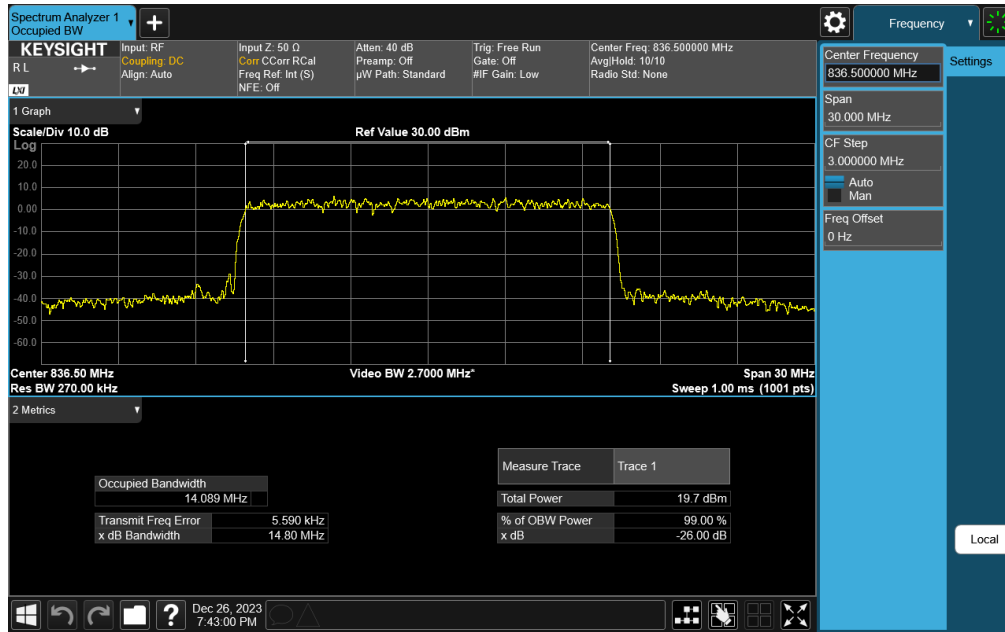 Spectrum Analyzer 1
Occupied BW
Frequency
KEYSIGHT
R L
LXI
Input: RF
Coupling: DC
Align: Auto
Input Z: 50 Ω
Corr CCorr RCal
Freq Ref: Int (S)
NFE: Off
Atten: 40 dB
Preamp: Off
µW Path: Standard
Trig: Free Run
Gate: Off
#IF Gain: Low
Center Freq: 836.500000 MHz
Avg|Hold: 10/10
Radio Std: None
Center Frequency
836.500000 MHz
Settings
Span
30.000 MHz
CF Step
3.000000 MHz
Auto
Man
Freq Offset
0 Hz
Local
1 Graph
Scale/Div 10.0 dB
Ref Value 30.00 dBm
Log
20.0
10.0
0.00
-10.0
-20.0
-30.0
-40.0
-50.0
-60.0
Center 836.50 MHz
Video BW 2.7000 MHz*
Span 30 MHz
Res BW 270.00 kHz
Sweep 1.00 ms (1001 pts)
2 Metrics
Occupied Bandwidth
14.089 MHz
Transmit Freq Error 5.590 kHz
x dB Bandwidth 14.80 MHz
Measure Trace Trace 1
Total Power 19.7 dBm
% of OBW Power 99.00 %
x dB -26.00 dB
Dec 26, 2023
7:43:00 PM